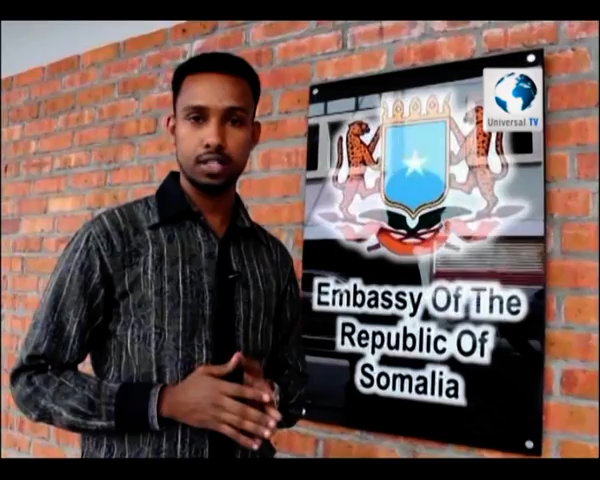 Universal TV
Embassy Of The
Republic Of
Somalia